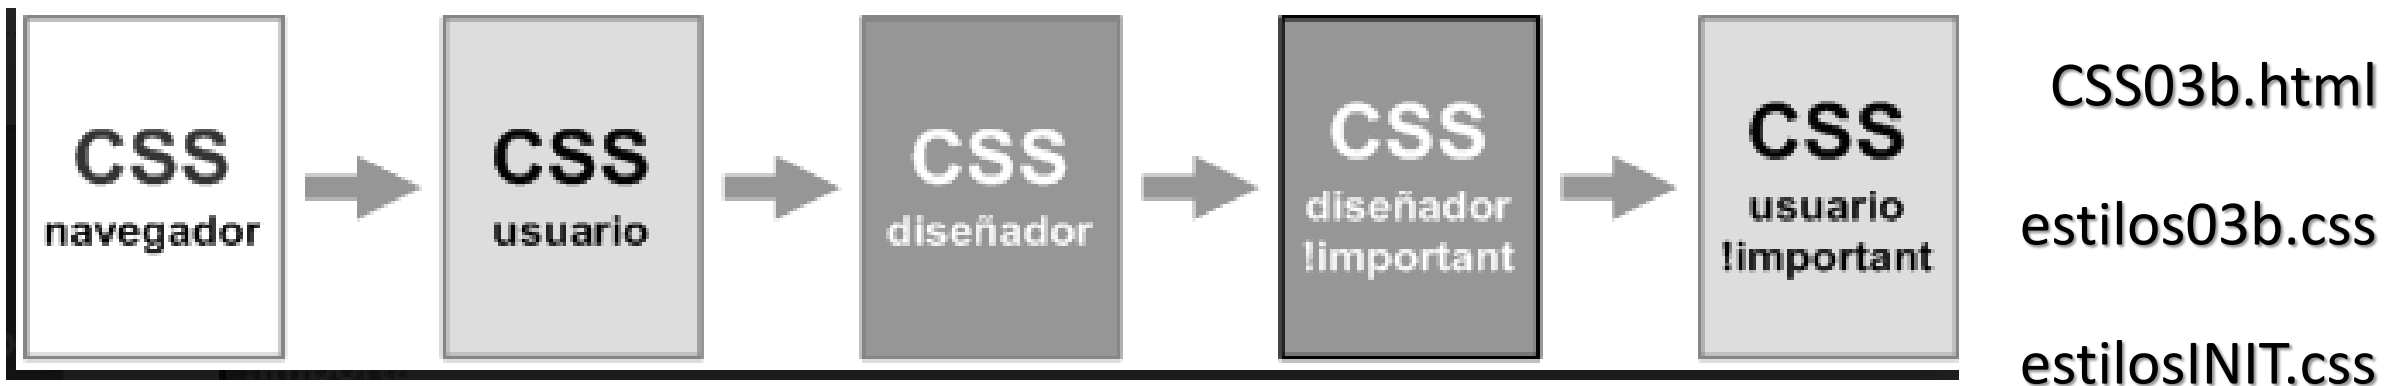 CSS
navegador
CSS
usuario
CSS
diseñador
CSS
diseñador
!important
CSS
usuario
!important
CSS03b.html
estilos03b.css
estilosINIT.css